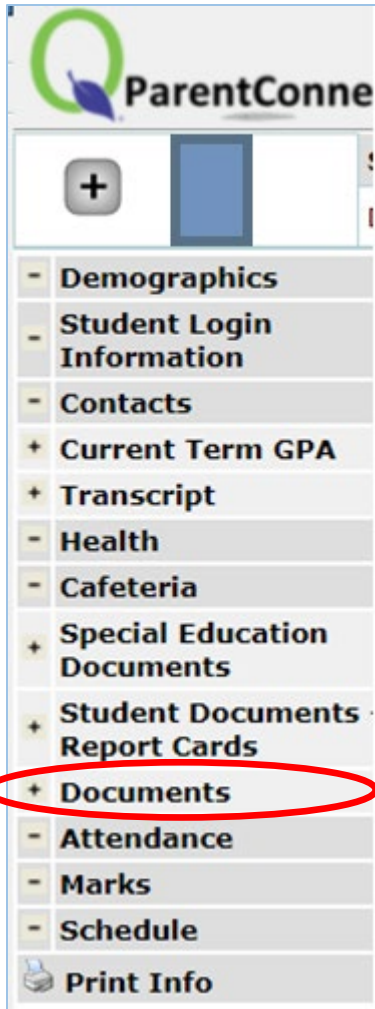 ParentConne
- Demographics
- Student Login
Information
- Contacts
+ Current Term GPA
+ Transcript
- Health
- Cafeteria
+ Special Education
Documents
+ Student Documents -
Report Cards
+ Documents
- Attendance
- Marks
- Schedule
Print Info